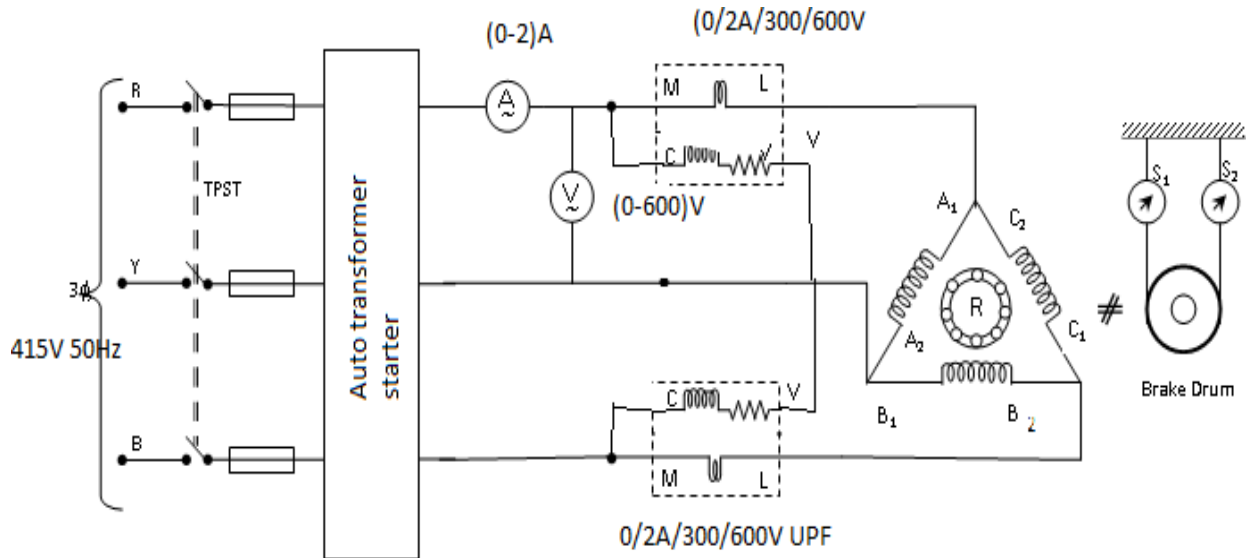 (0-2)A
(0/2A/300/600V
R
M
L
A
~
C
V
V
TPST
V
~
(0-600)V
S1
S2
Y
3ϕ
415V 50Hz
Auto transformer
starter
A1
C2
R
A2
C1
B1
B2
Brake Drum
C
V
B
M
L
0/2A/300/600V UPF